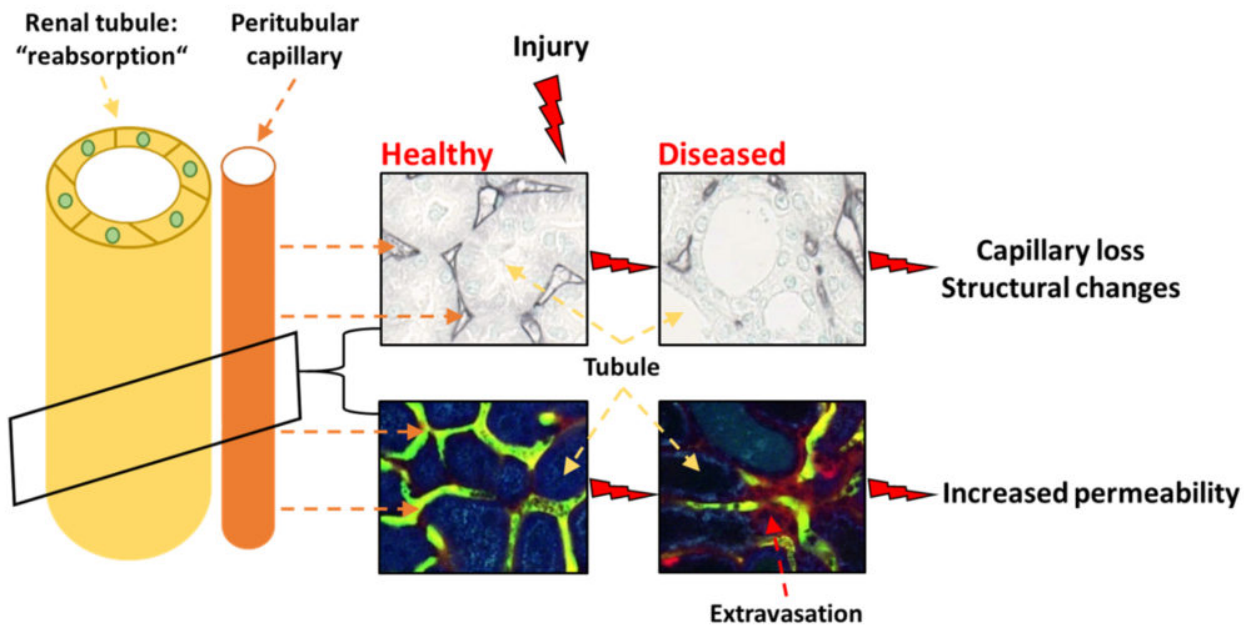 Renal tubule:
“reabsorption“
Peritubular
capillary
Injury
Healthy
Diseased
Capillary loss
Structural changes
Tubule
Increased permeability
Extravasation